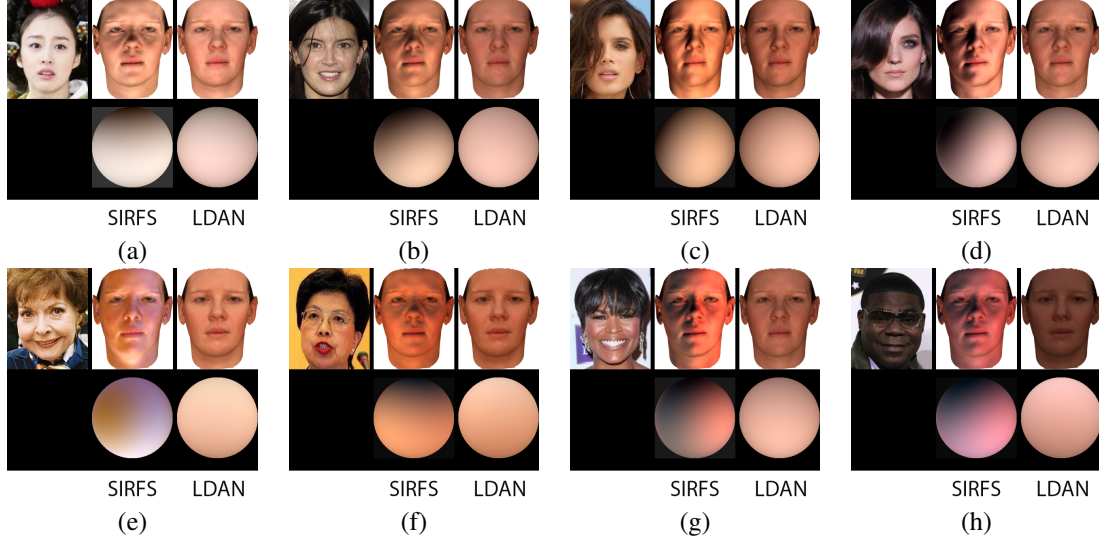 SIRFS LDAN SIRFS LDAN SIRFS LDAN SIRFS LDAN
(a) (b) (c) (d)
SIRFS LDAN SIRFS LDAN SIRFS LDAN SIRFS LDAN
(e) (f) (g) (h)